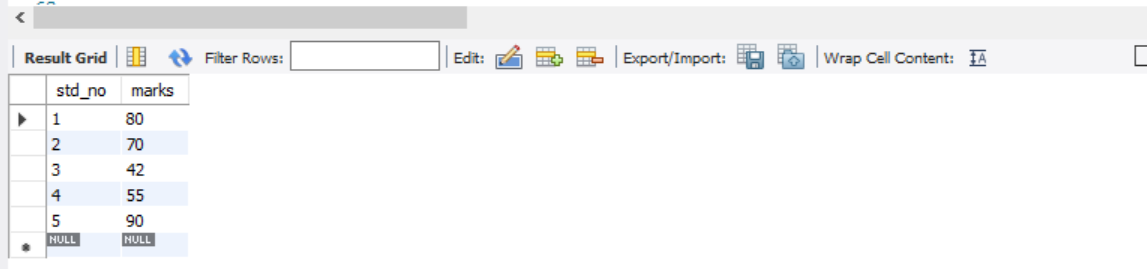 Result Grid Filter Rows: Edit: Export/Import: Wrap Cell Content: IA
std_no marks
1 80
2 70
3 42
4 55
5 90
NULL NULL